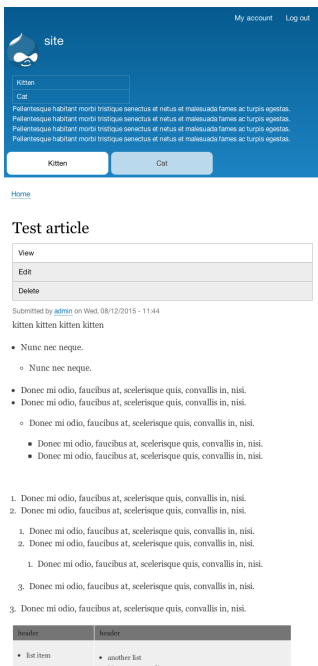 My account Log out
site
Kitten
Cat
Pellentesque habitant morbi tristique senectus et netus et malesuada fames ac turpis egestas.
Pellentesque habitant morbi tristique senectus et netus et malesuada fames ac turpis egestas.
Pellentesque habitant morbi tristique senectus et netus et malesuada fames ac turpis egestas.
Pellentesque habitant morbi tristique senectus et netus et malesuada fames ac turpis egestas.
Kitten Cat
Home
Test article
View
Edit
Delete
Submitted by admin on Wed, 08/12/2015 - 11:44
kitten kitten kitten kitten
• Nunc nec neque.
◦ Nunc nec neque.
• Donec mi odio, faucibus at, scelerisque quis, convallis in, nisi.
• Donec mi odio, faucibus at, scelerisque quis, convallis in, nisi.
◦ Donec mi odio, faucibus at, scelerisque quis, convallis in, nisi.
▪ Donec mi odio, faucibus at, scelerisque quis, convallis in, nisi.
▪ Donec mi odio, faucibus at, scelerisque quis, convallis in, nisi.
1. Donec mi odio, faucibus at, scelerisque quis, convallis in, nisi.
2. Donec mi odio, faucibus at, scelerisque quis, convallis in, nisi.
1. Donec mi odio, faucibus at, scelerisque quis, convallis in, nisi.
2. Donec mi odio, faucibus at, scelerisque quis, convallis in, nisi.
1. Donec mi odio, faucibus at, scelerisque quis, convallis in, nisi.
3. Donec mi odio, faucibus at, scelerisque quis, convallis in, nisi.
3. Donec mi odio, faucibus at, scelerisque quis, convallis in, nisi.
header header
• list item • another list